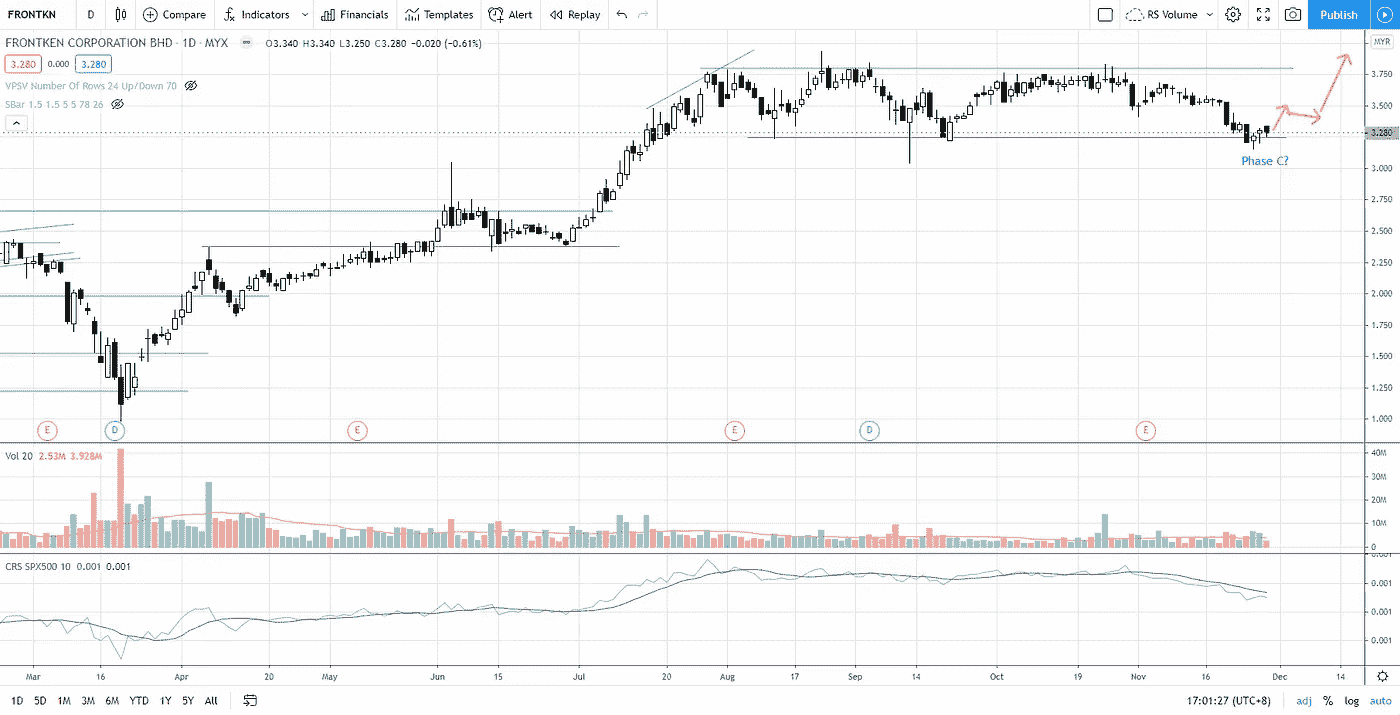 FRONTKN D Compare Indicators Financials Templates Alert Replay RS Volume Publish
FRONTKEN CORPORATION BHD · 1D · MYX O3.340 H3.340 L3.250 C3.280 -0.020 (-0.61%) MYR
3.280 0.000 3.280
VPSV Number Of Rows 24 Up/Down 70
SBar 1.5 1.5 5 5 78 26
3.750
3.500
3.280
Phase C?
3.000
2.750
2.500
2.250
2.000
1.750
1.500
1.250
1.000
E D E E D E
Vol 20 2.53M 3.928M
40M
30M
20M
10M
0
0.001
CRS SPX500 10 0.001 0.001
0.001
0.001
0.001
Mar 16 Apr 20 May Jun 15 Jul 20 Aug 17 Sep 14 Oct 19 Nov 16 Dec 14
1D 5D 1M 3M 6M YTD 1Y 5Y All 17:01:27 (UTC+8) adj % log auto